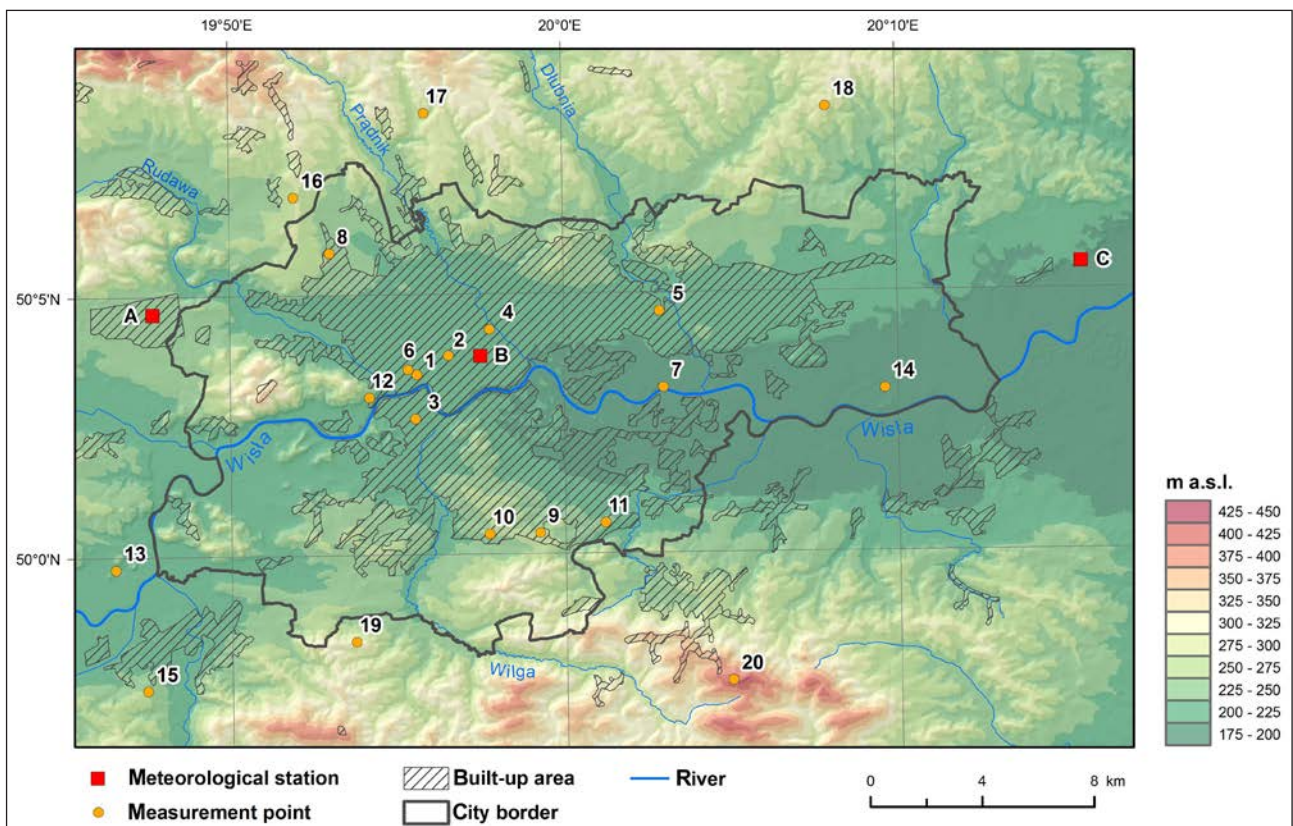 19°50'E 20°0'E 20°10'E
18
17
Dłubnia
Prądnik
Rudawa
16
8
C
50°5'N
5
A
4
2
B
6
1
7
14
12
3
Wisła
Wisła
m a.s.l.
11
425 - 450
10
9
400 - 425
50°0'N
375 - 400
13
350 - 375
325 - 350
300 - 325
19
275 - 300
250 - 275
Wilga
20
225 - 250
15
200 - 225
175 - 200
Meteorological station Built-up area River
0 4 8 km
Measurement point City border